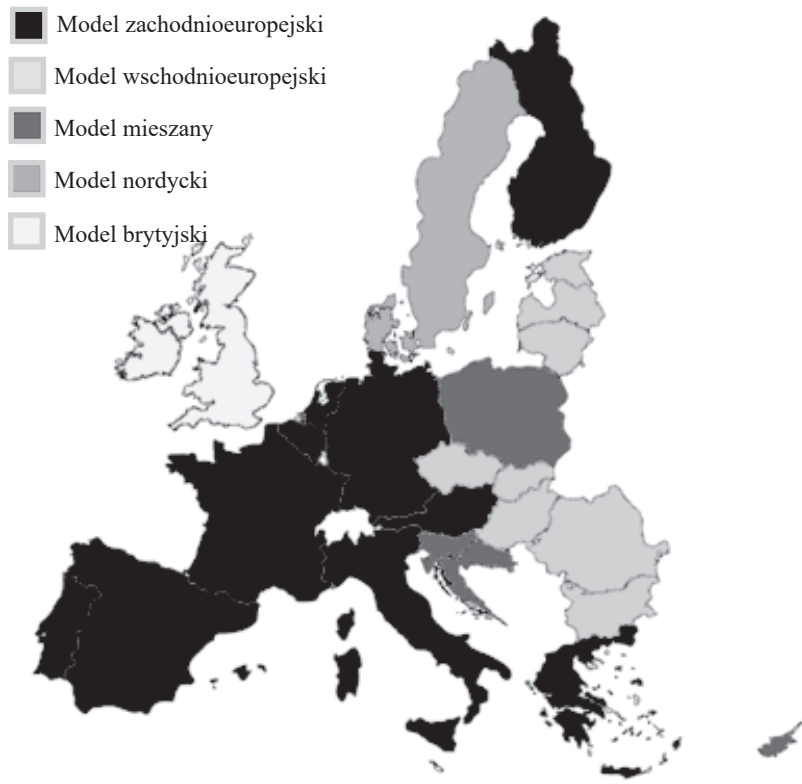 Model zachodnioeuropejski
Model wschodnioeuropejski
Model mieszany
Model nordycki
Model brytyjski